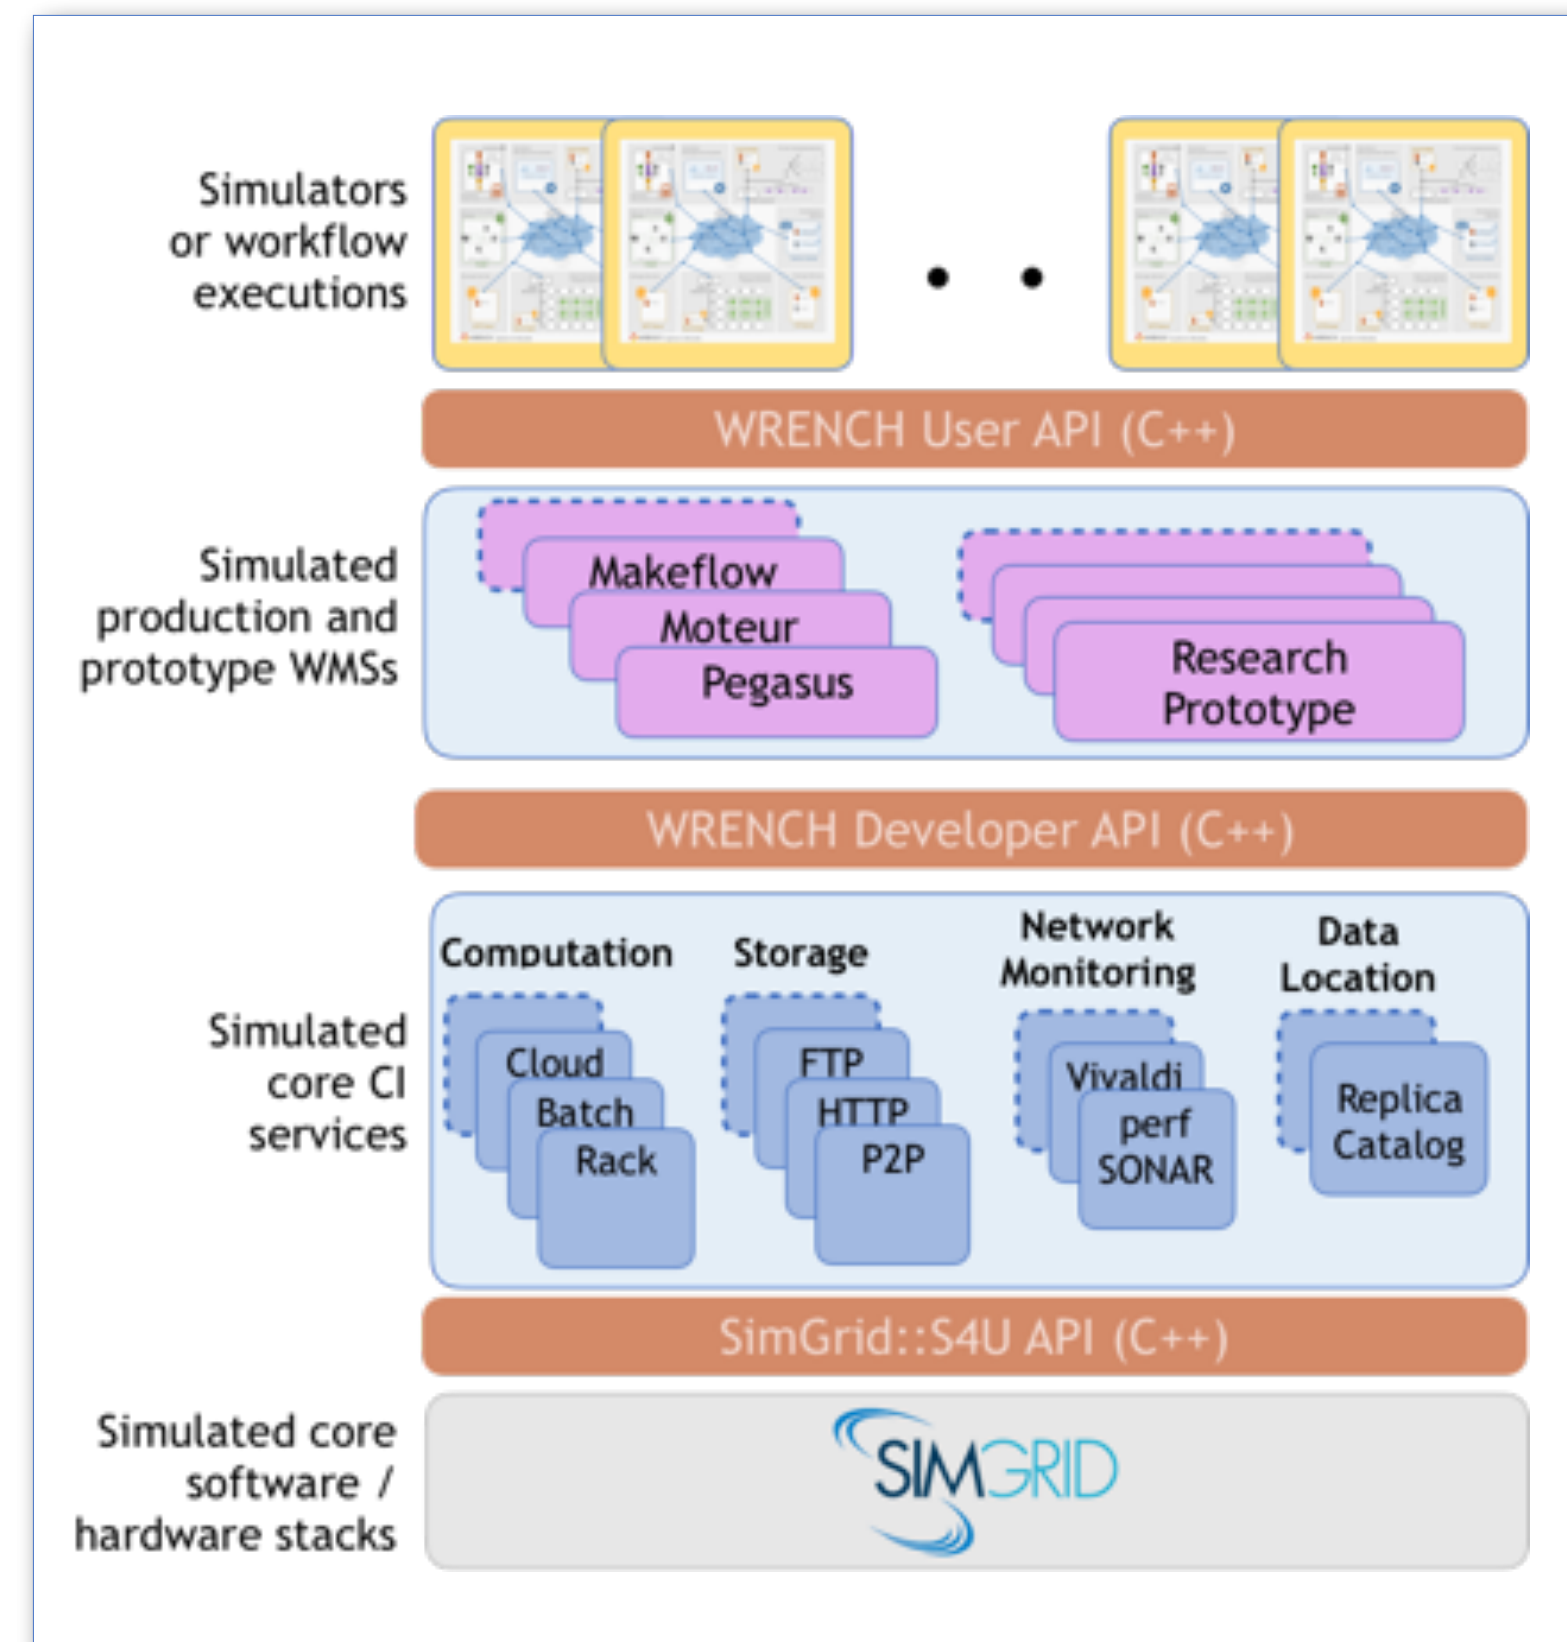 Simulators
or workflow
executions
WRENCH User API (C++)
Simulated
production and
prototype WMSs
Makeflow
Moteur
Pegasus
Research
Prototype
WRENCH Developer API (C++)
Simulated
core CI
services
Computation
Cloud
Batch
Rack
Storage
FTP
HTTP
P2P
Network
Monitoring
Vivaldi
perf
SONAR
Data
Location
Replica
Catalog
SimGrid::S4U API (C++)
Simulated core
software /
hardware stacks
SIMGRID